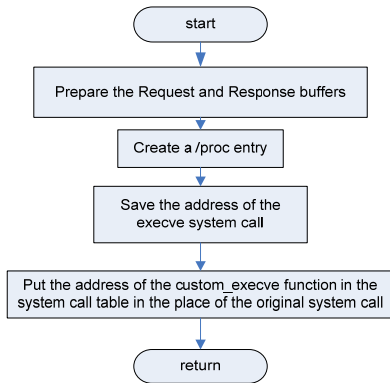 start
Prepare the Request and Response buffers
Create a /proc entry
Save the address of the
execve system call
Put the address of the custom_execve function in the
system call table in the place of the original system call
return